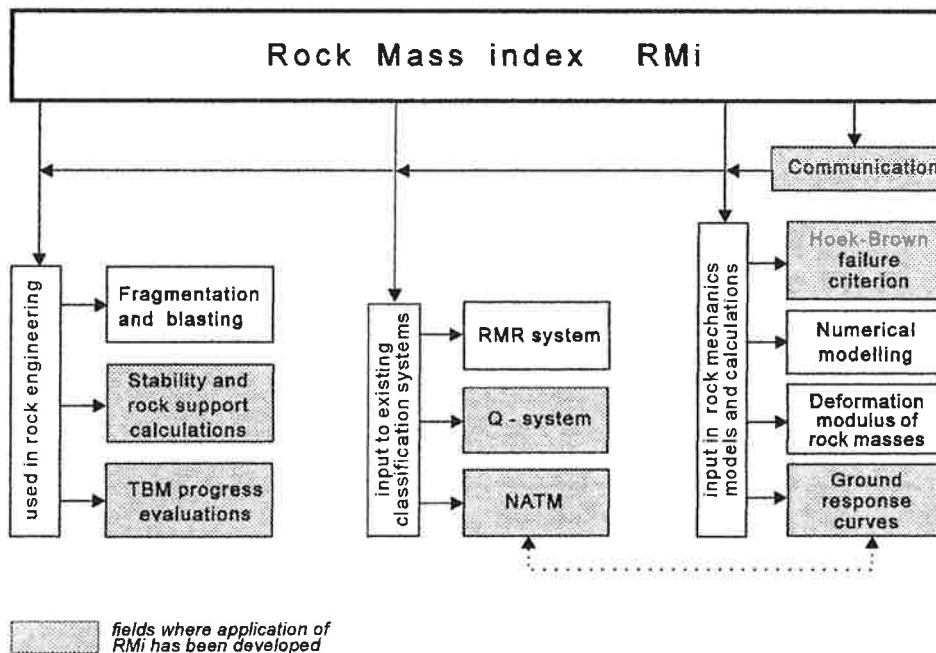 Rock Mass index RMi
Communication
used in rock engineering
Fragmentation
and blasting
Stability and
rock support
calculations
TBM progress
evaluations
input to existing
classification systems
RMR system
Q - system
NATM
input in rock mechanics
models and calculations
Hoek-Brown
failure
criterion
Numerical
modelling
Deformation
modulus of
rock masses
Ground
response
curves
fields where application of
RMi has been developed